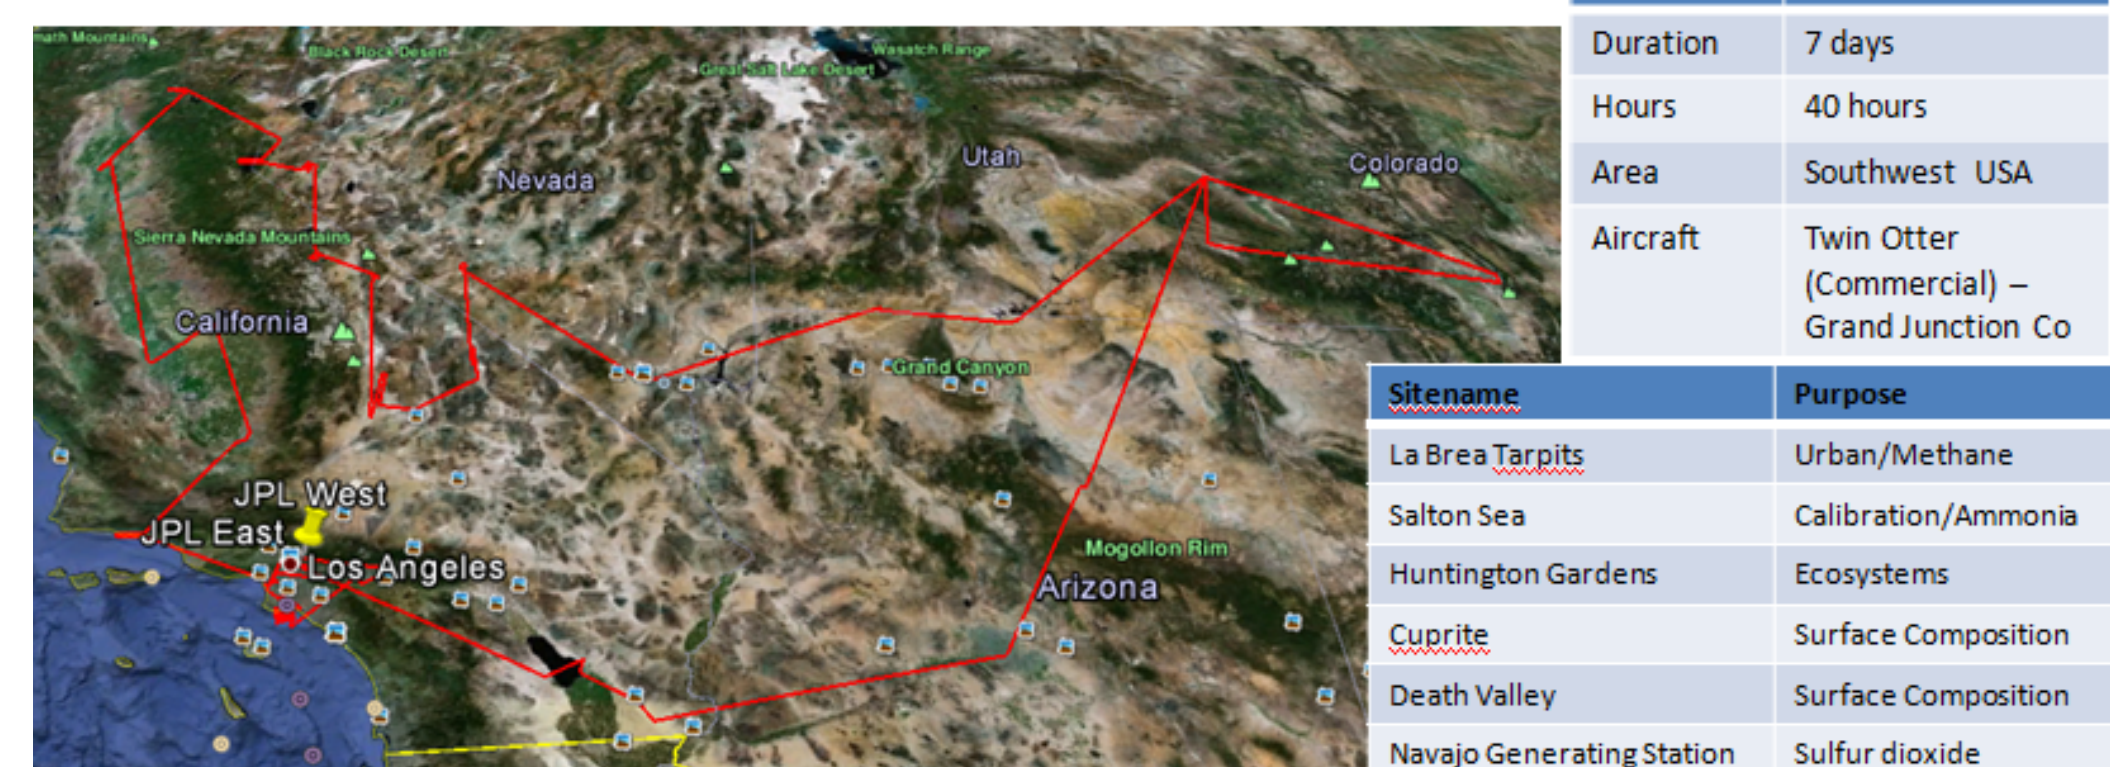 math Mountains
Black Rock Desert
Wasatch Range
Great Salt Lake Desert
Nevada
Utah
Colorado
Sierra Nevada Mountains
California
Grand Canyon
JPL West
JPL East
Los Angeles
Mogollon Rim
Arizona
Duration 7 days
Hours 40 hours
Area Southwest USA
Aircraft Twin Otter
(Commercial) –
Grand Junction Co
Sitename Purpose
La Brea Tarpits Urban/Methane
Salton Sea Calibration/Ammonia
Huntington Gardens Ecosystems
Cuprite Surface Composition
Death Valley Surface Composition
Navajo Generating Station Sulfur dioxide